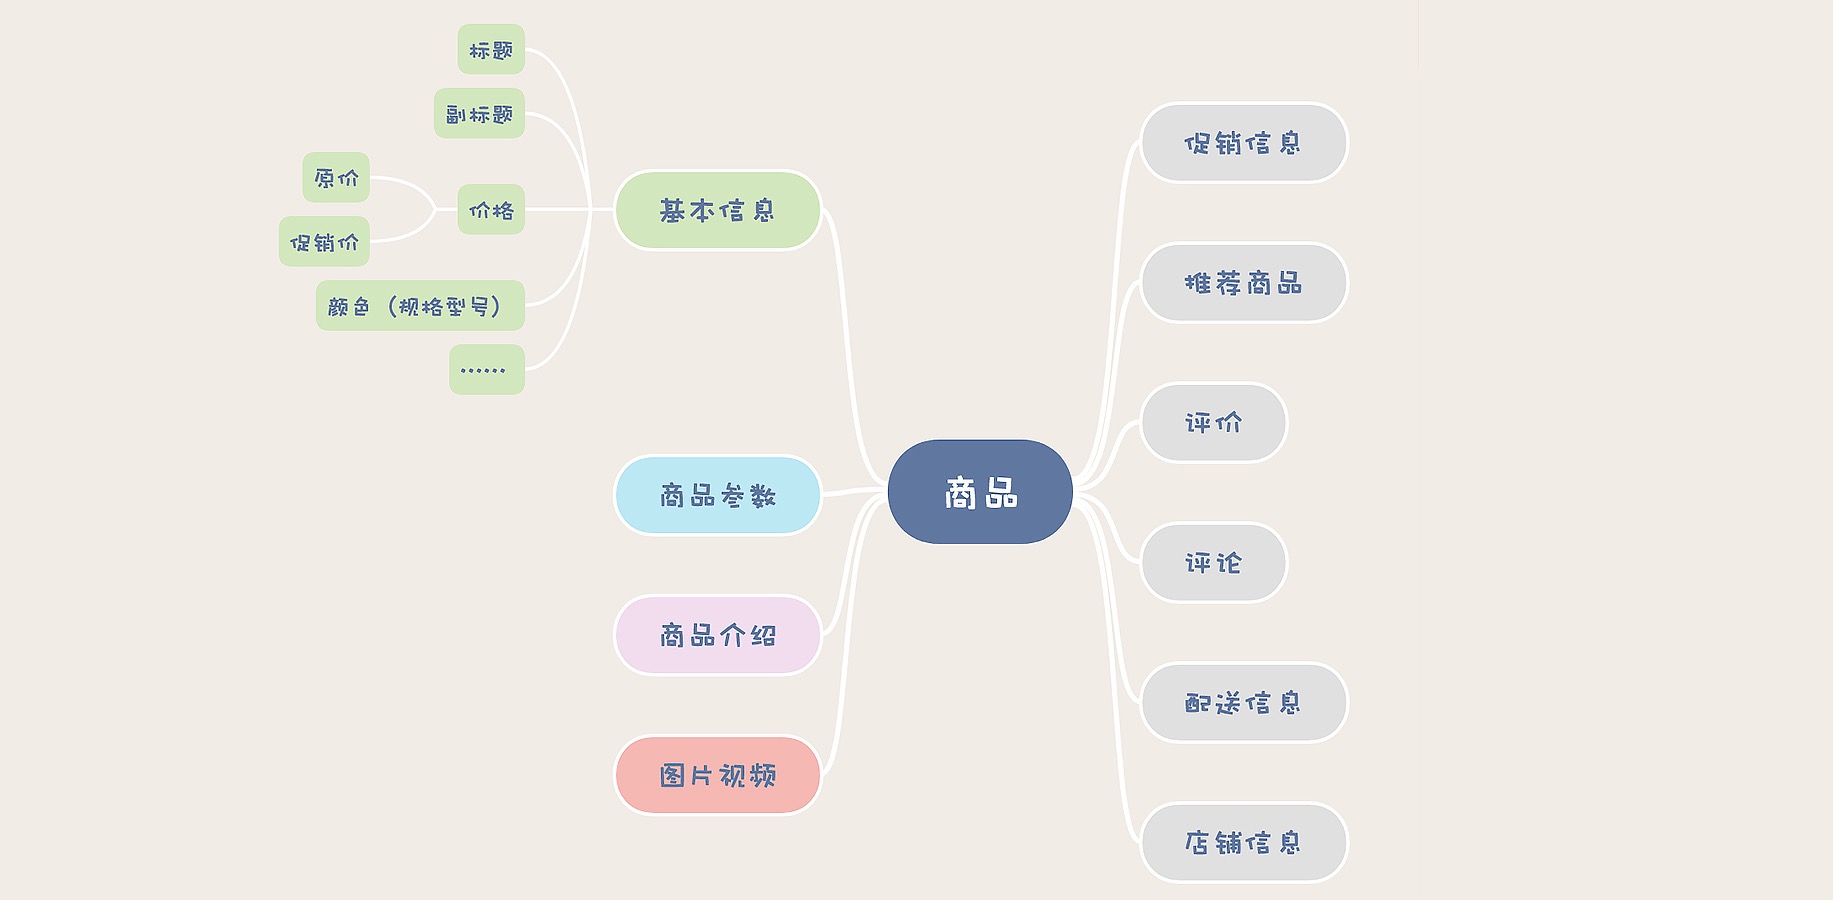 标题
副标题
原价
促销价
价格
颜色（规格型号）
……
基本信息
商品参数
商品介绍
图片视频
商品
促销信息
推荐商品
评价
评论
配送信息
店铺信息